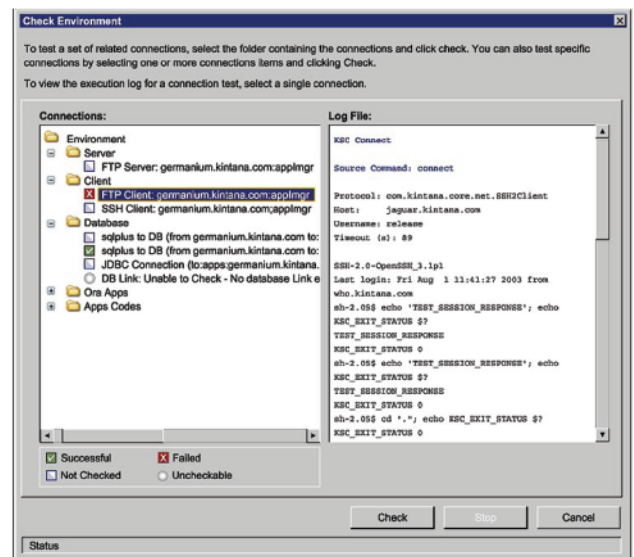 Check Environment
To test a set of related connections, select the folder containing the connections and click check. You can also test specific
connections by selecting one or more connections items and clicking Check.
To view the execution log for a connection test, select a single connection.
Connections:
Environment
Server
FTP Server: germanium.kintana.com:applmgr
Client
FTP Client: germanium.kintana.com:applmgr
SSH Client: germanium.kintana.com;applmgr
Database
sqlplus to DB (from germanium.kintana.com to:
sqlplus to DB (from germanium.kintana.com to:
JDBC Connection (to:apps:germanium.kintana.
DB Link: Unable to Check - No database Link e
Ora Apps
Apps Codes
Successful
Failed
Not Checked
Uncheckable
Log File:
KSC Connect
Source Command: connect
Protocol: com.kintana.core.net.SSH2Client
Host: jaguar.kintana.com
Username: release
Timeout (s): 89
SSH-2.0-OpenSSH_3.1p1
Last login: Fri Aug 1 11:41:27 2003 from
who.kintana.com
sh-2.05$ echo 'TEST_SESSION_RESPONSE'; echo
KSC_EXIT_STATUS $?
TEST_SESSION_RESPONSE
KSC_EXIT_STATUS 0
sh-2.05$ echo 'TEST_SESSION_RESPONSE'; echo
KSC_EXIT_STATUS $?
TEST_SESSION_RESPONSE
KSC_EXIT_STATUS 0
sh-2.05$ cd "."; echo KSC_EXIT_STATUS $?
KSC_EXIT_STATUS 0
Check
Stop
Cancel
Status